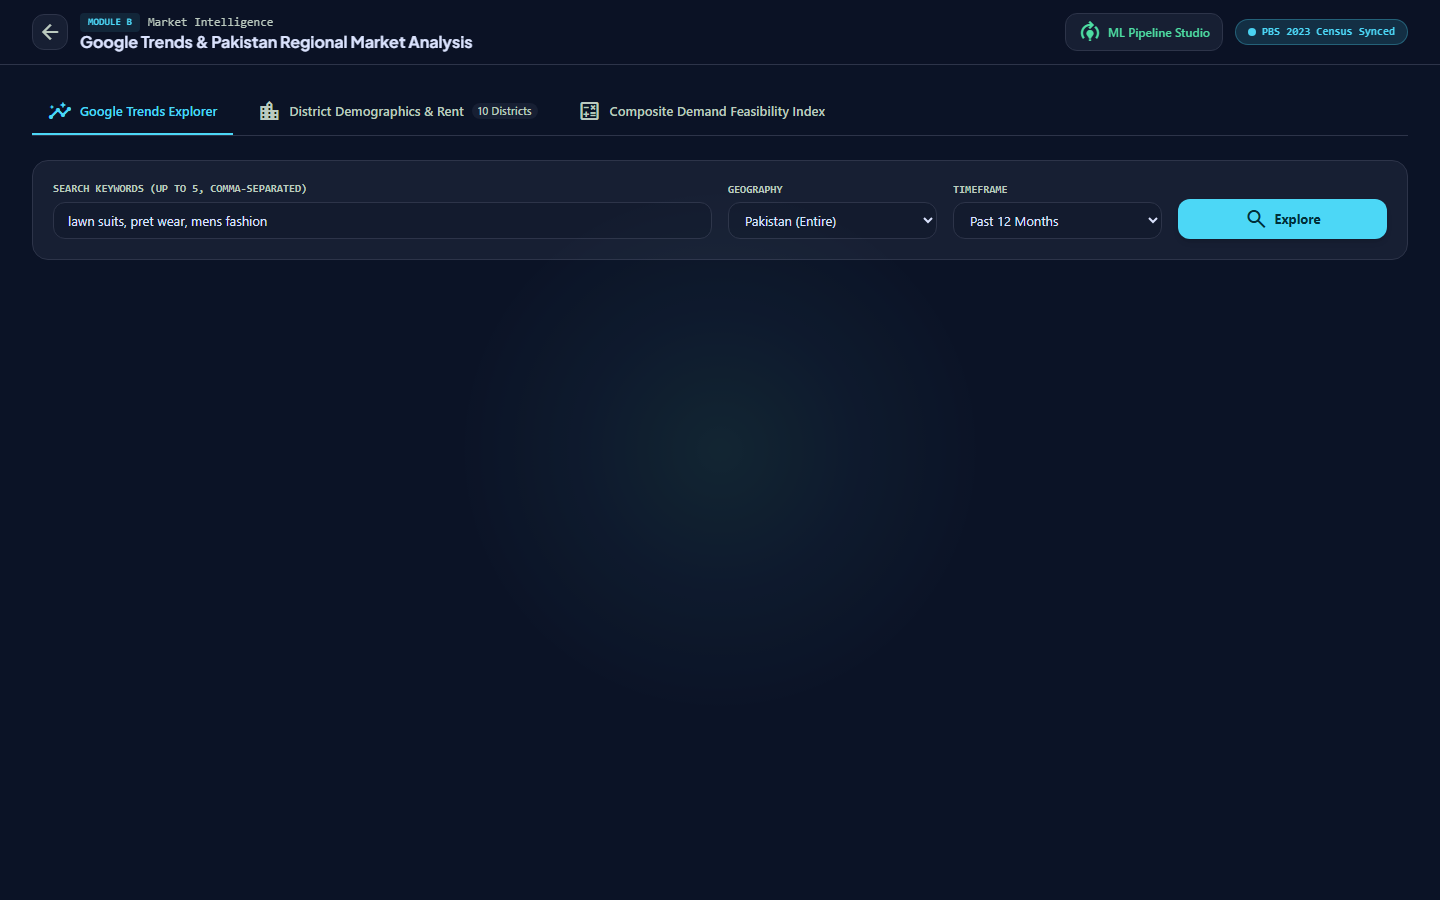 MODULE B Market Intelligence
Google Trends & Pakistan Regional Market Analysis
ML Pipeline Studio
PBS 2023 Census Synced
Google Trends Explorer
District Demographics & Rent 10 Districts
Composite Demand Feasibility Index
SEARCH KEYWORDS (UP TO 5, COMMA-SEPARATED)
lawn suits, pret wear, mens fashion
GEOGRAPHY
Pakistan (Entire)
TIMEFRAME
Past 12 Months
Explore